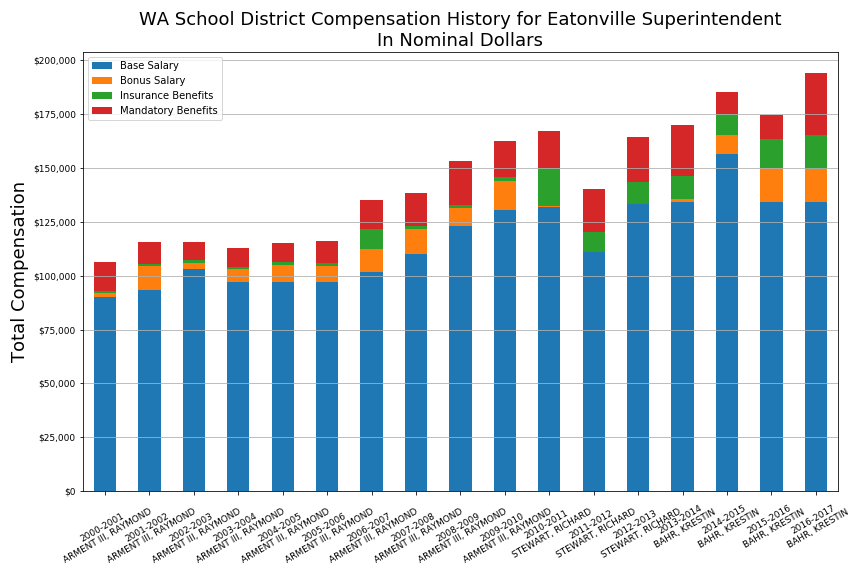 WA School District Compensation History for Eatonville Superintendent
In Nominal Dollars
Total Compensation
$200,000
$175,000
$150,000
$125,000
$100,000
$75,000
$50,000
$25,000
$0
Base Salary
Bonus Salary
Insurance Benefits
Mandatory Benefits
2000-2001
ARMENT III, RAYMOND
2001-2002
ARMENT III, RAYMOND
2002-2003
ARMENT III, RAYMOND
2003-2004
ARMENT III, RAYMOND
2004-2005
ARMENT III, RAYMOND
2005-2006
ARMENT III, RAYMOND
2006-2007
ARMENT III, RAYMOND
2007-2008
ARMENT III, RAYMOND
2008-2009
ARMENT III, RAYMOND
2009-2010
ARMENT III, RAYMOND
2010-2011
STEWART, RICHARD
2011-2012
STEWART, RICHARD
2012-2013
STEWART, RICHARD
2013-2014
BAHR, KRESTIN
2014-2015
BAHR, KRESTIN
2015-2016
BAHR, KRESTIN
2016-2017
BAHR, KRESTIN